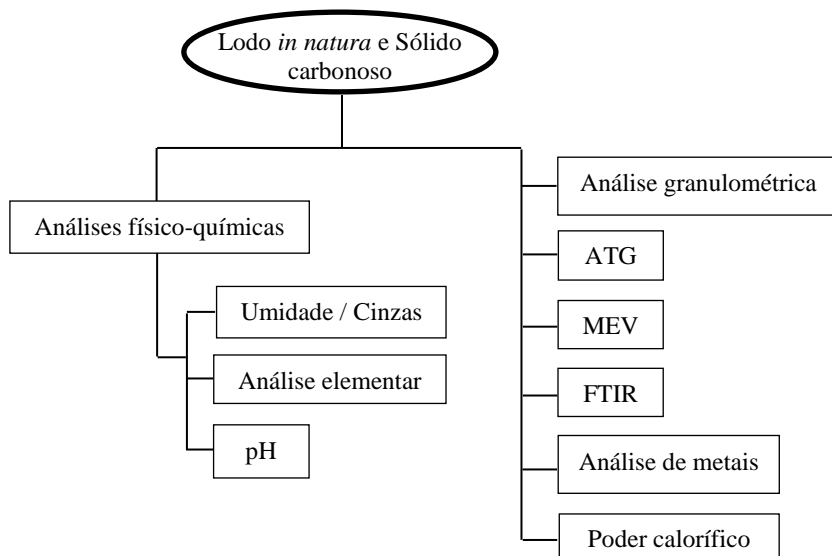 Lodo in natura e Sólido
carbonoso
Análises físico-químicas
Umidade / Cinzas
Análise elementar
pH
Análise granulométrica
ATG
MEV
FTIR
Análise de metais
Poder calorífico